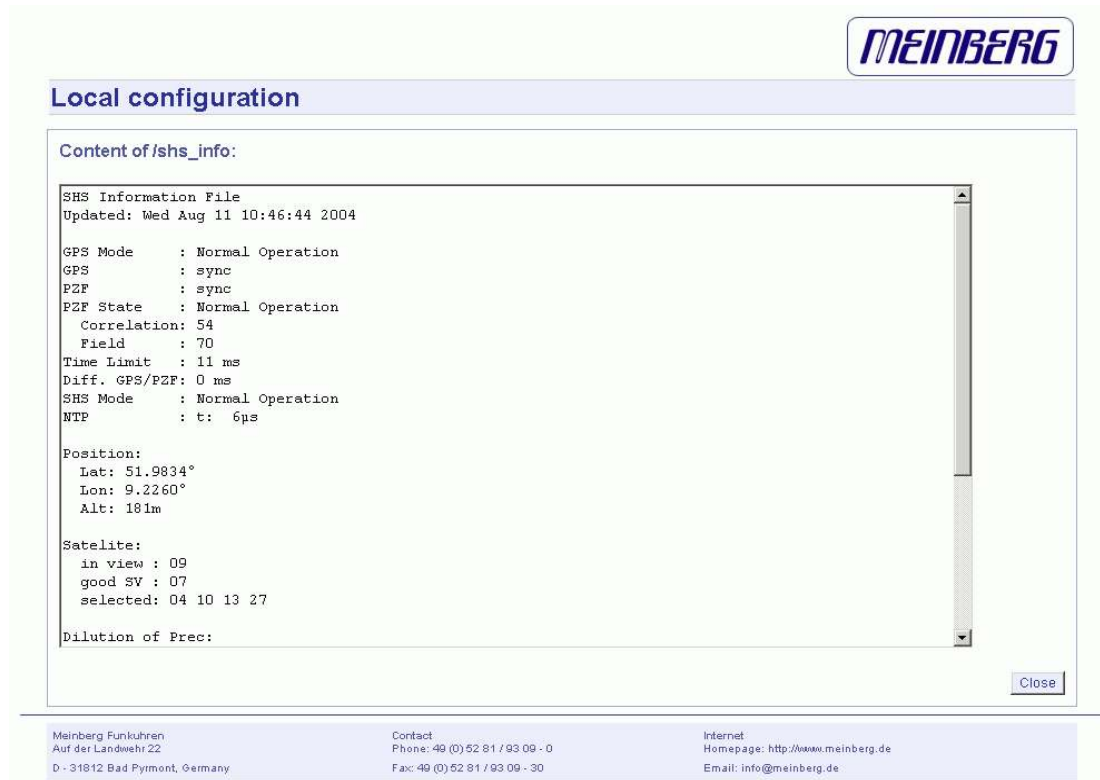 MEINBERG
Local configuration
Content of /shs_info:
SHS Information File
Updated: Wed Aug 11 10:46:44 2004
GPS Mode     : Normal Operation
GPS          : sync
PZF          : sync
PZF State    : Normal Operation
  Correlation: 54
  Field      : 70
Time Limit   : 11 ms
Diff. GPS/PZF: 0 ms
SHS Mode     : Normal Operation
NTP          : t:  6µs
Position:
  Lat: 51.9834°
  Lon: 9.2260°
  Alt: 181m
Satelite:
  in view : 09
  good SV : 07
  selected: 04 10 13 27
Dilution of Prec:
Close
Meinberg Funkuhren
Auf der Landwehr 22
D - 31812 Bad Pyrmont, Germany
Contact
Phone: 49 (0) 52 81 / 93 09 - 0
Fax: 49 (0) 52 81 / 93 09 - 30
Internet
Homepage: http://www.meinberg.de
Email: info@meinberg.de